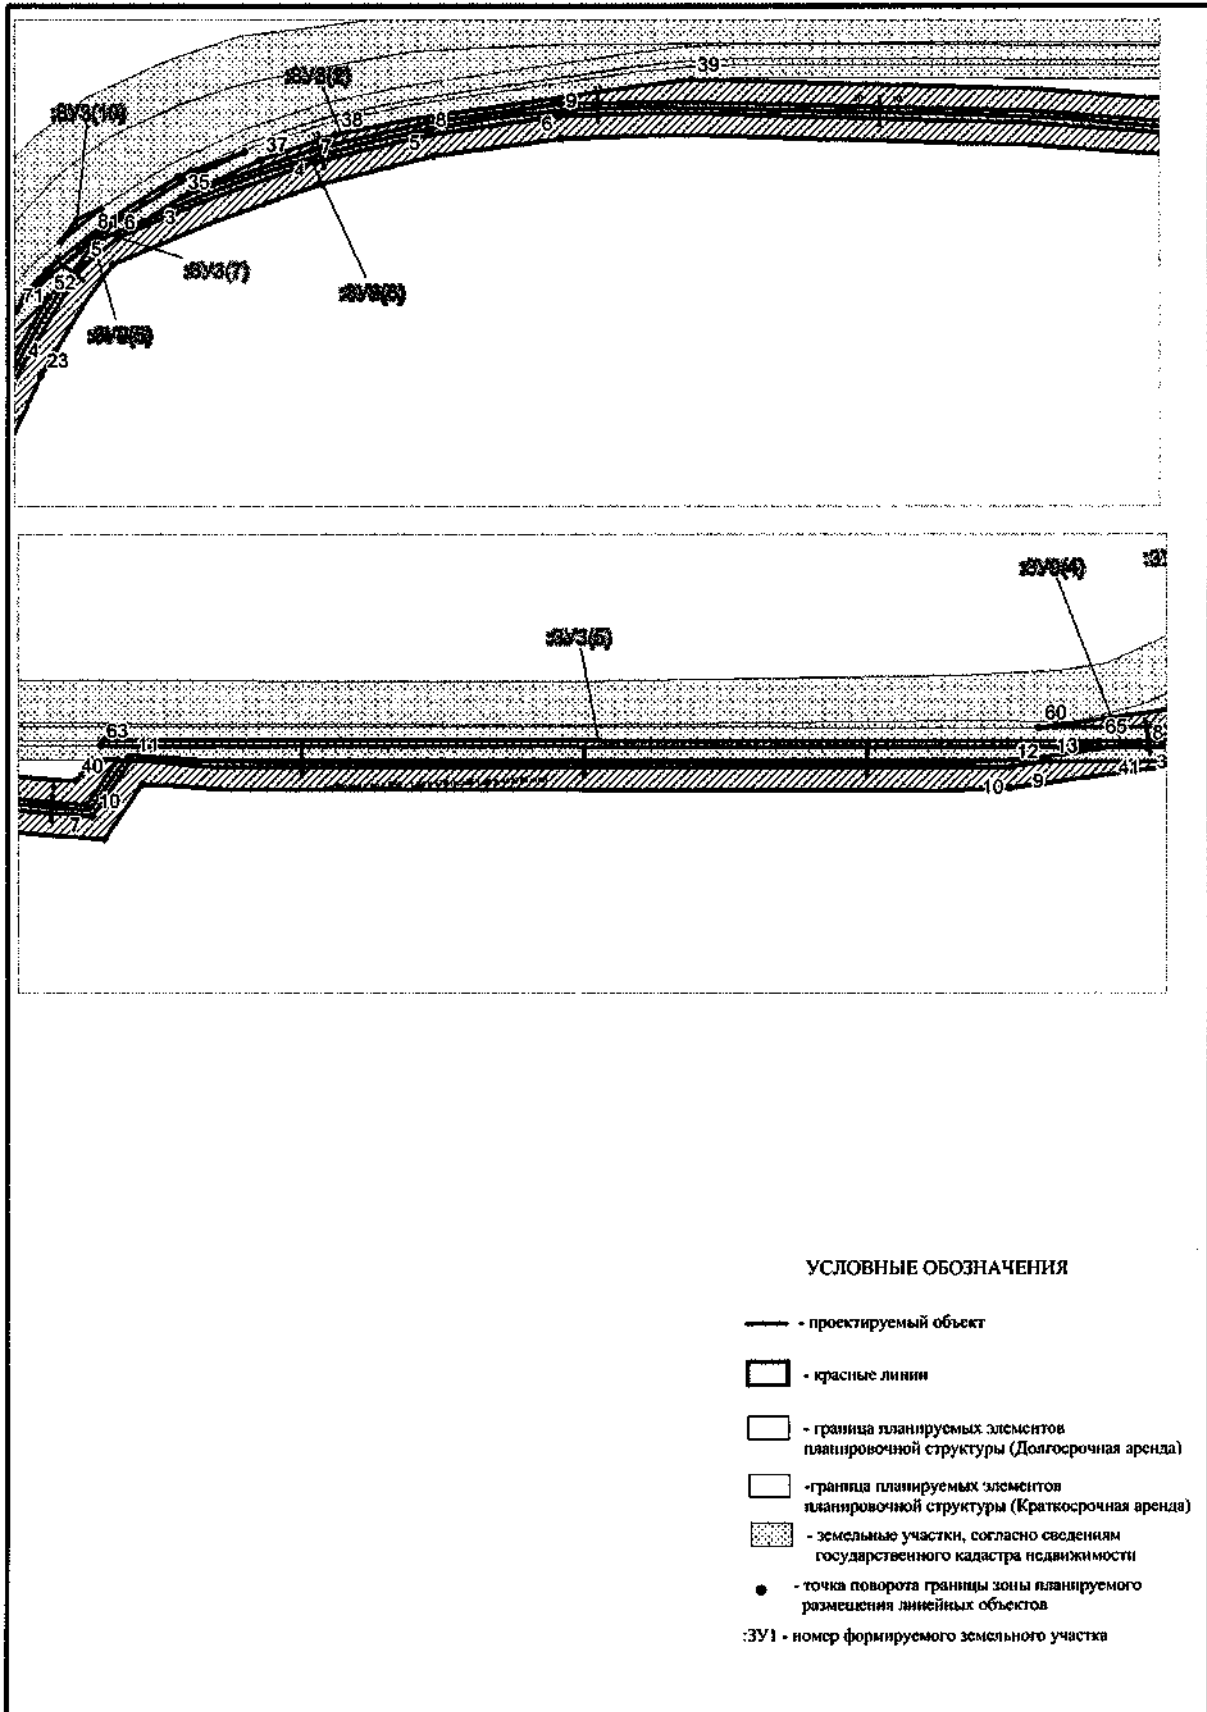 39
:ЗУ3(2)
:ЗУ3(10)
9
38
8
6
37
7
5
4
35
81
6
3
5
:ЗУ3(7)
52
71
:ЗУ3(6)
4
23
39
:ЗУ3(5)
60
65
8
63
11
12
13
40
3
41
9
10
10
7
УСЛОВНЫЕ ОБОЗНАЧЕНИЯ
- проектируемый объект
- красные линии
- граница планируемых элементов
планировочной структуры (Долгосрочная аренда)
-граница планируемых элементов
планировочной структуры (Краткосрочная аренда)
- земельные участки, согласно сведениям
государственного кадастра недвижимости
- точка поворота границы зоны планируемого
размещения линейных объектов
:ЗУ1 - номер формируемого земельного участка